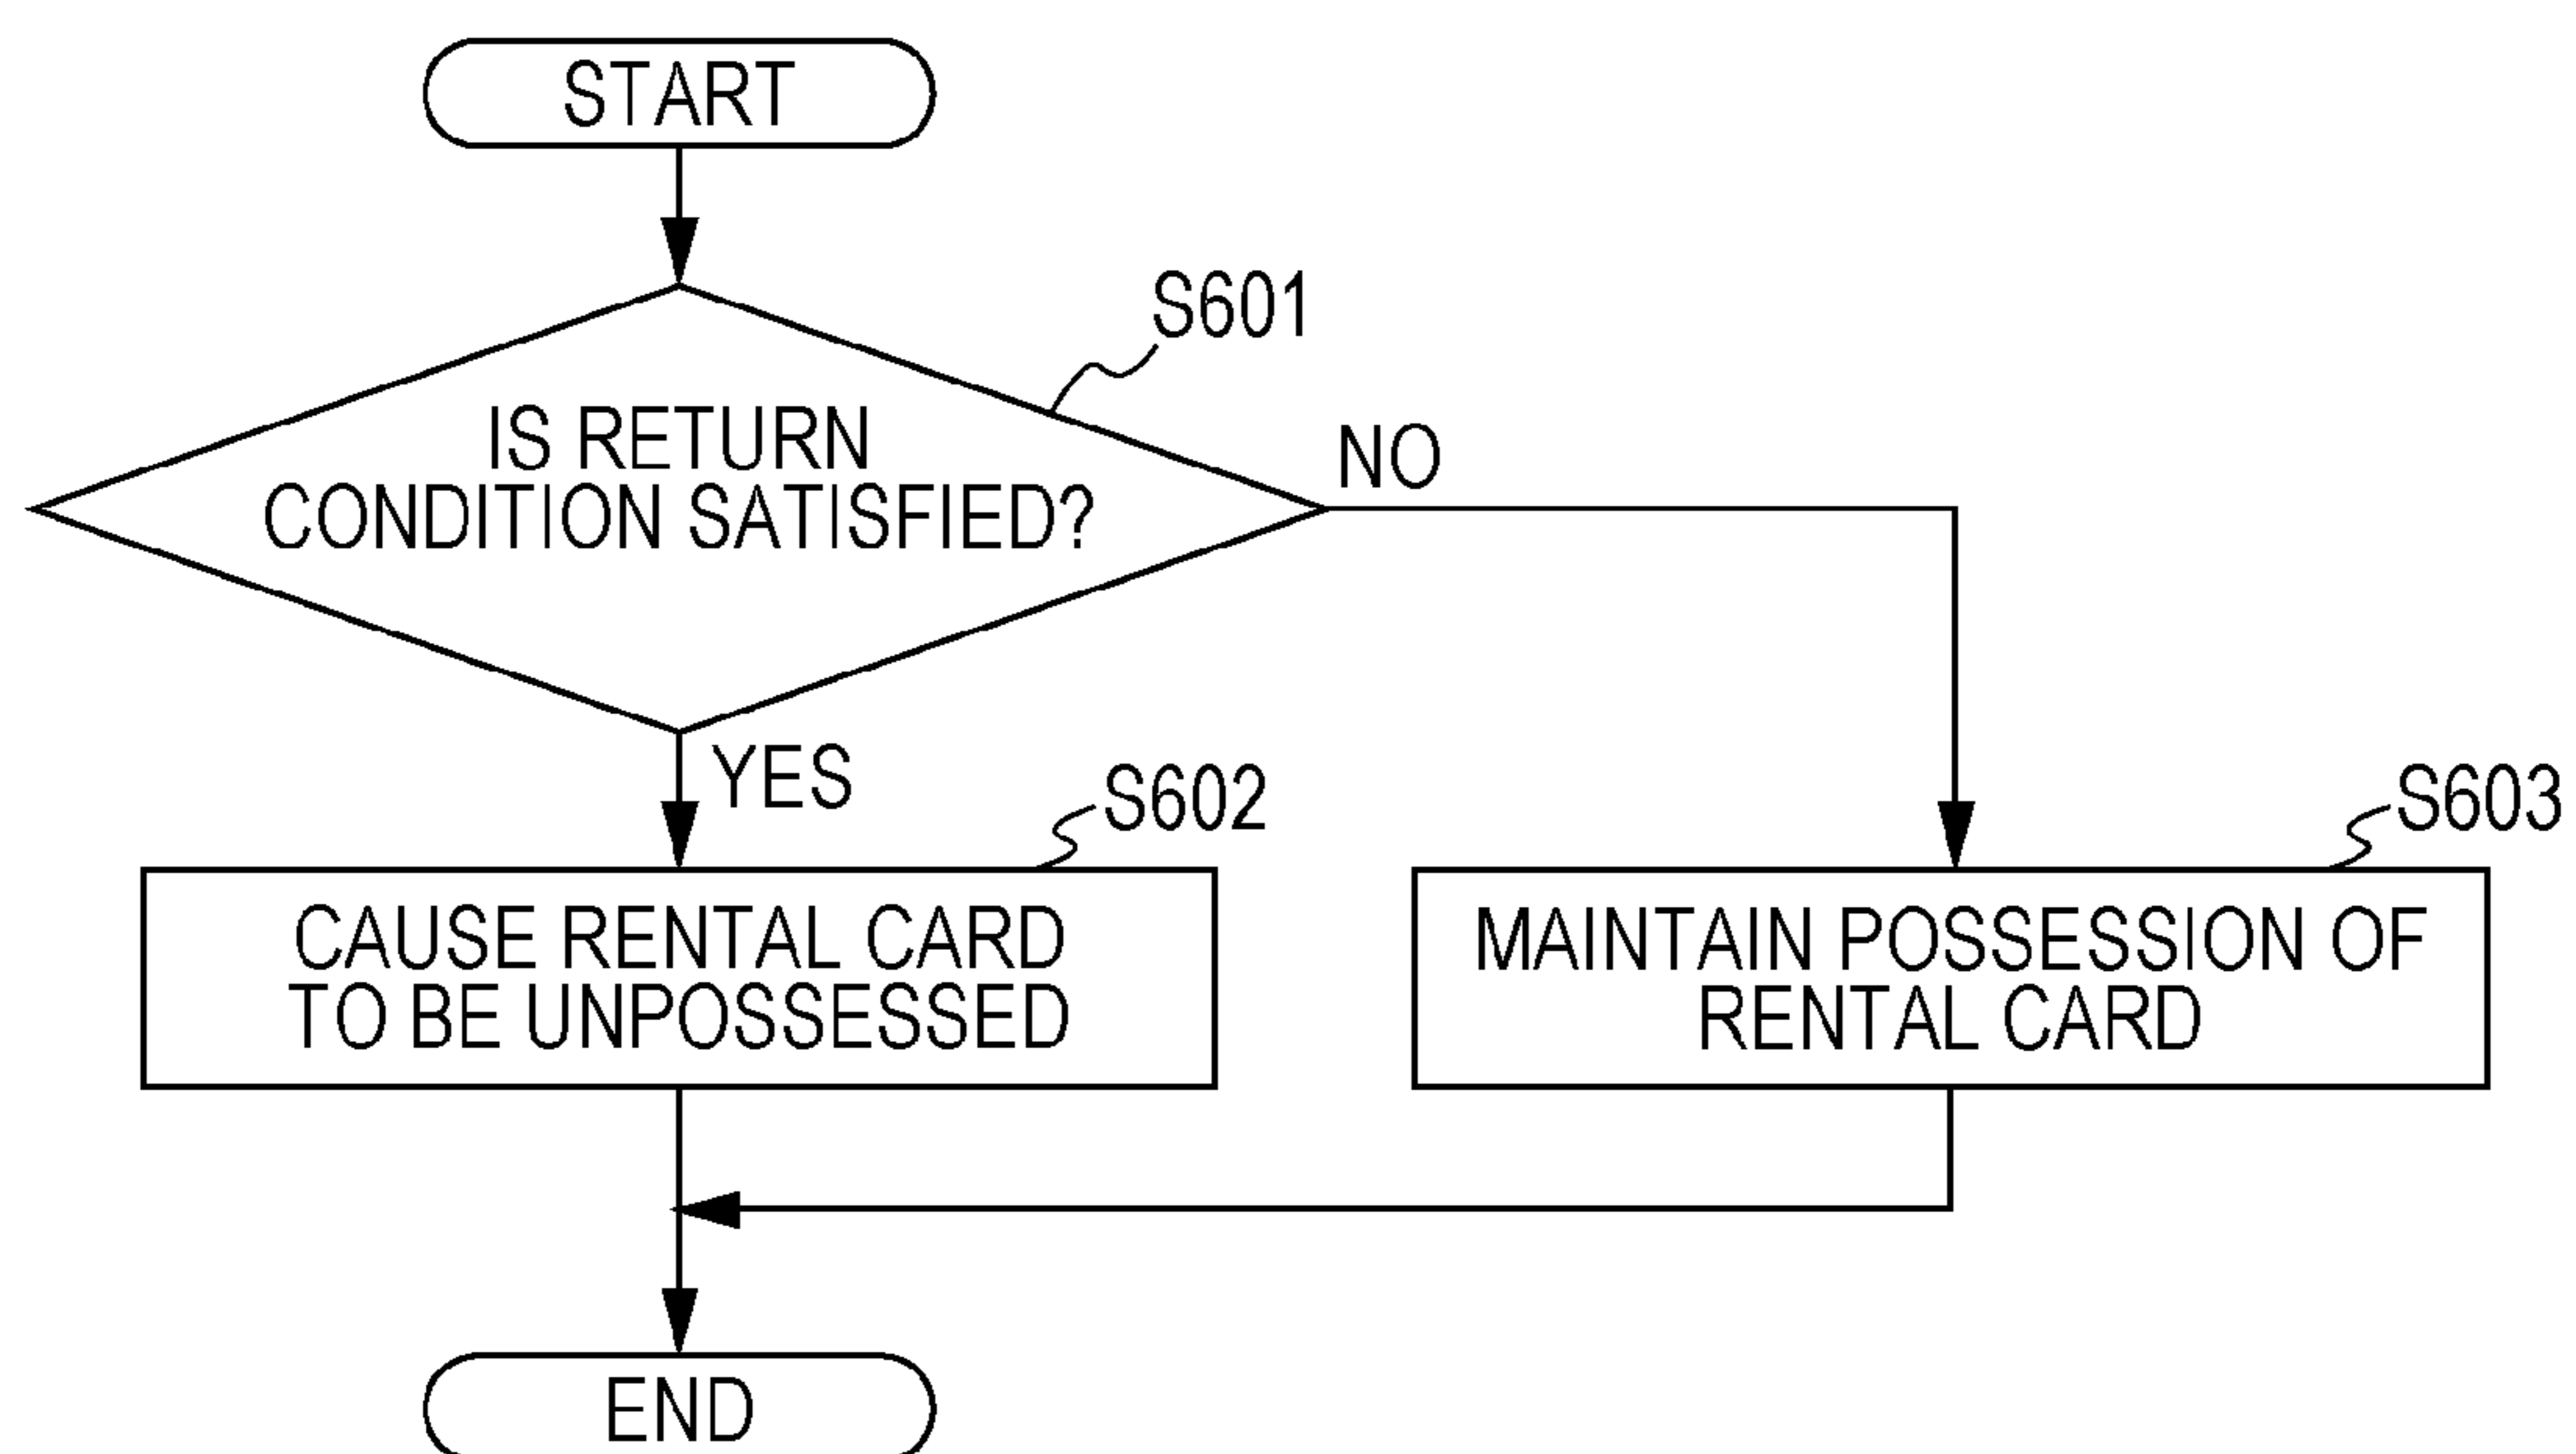 START
S601
IS RETURN
CONDITION SATISFIED?
NO
YES
S602
S603
CAUSE RENTAL CARD
TO BE UNPOSSESSED
MAINTAIN POSSESSION OF
RENTAL CARD
END